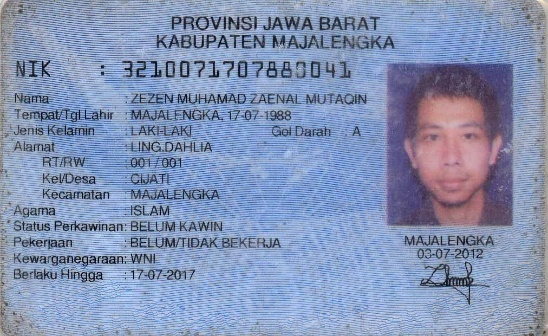 PROVINSI JAWA BARAT
KABUPATEN MAJALENGKA
NIK : 3210071707880041
Nama : ZEZEN MUHAMAD ZAENAL MUTAQIN
Tempat/Tgl Lahir : MAJALENGKA, 17-07-1988
Jenis Kelamin : LAKI-LAKI Gol Darah : A
Alamat : LING.DAHLIA
RT/RW : 001/001
Kel/Desa : CIJATI
Kecamatan : MAJALENGKA
Agama : ISLAM
Status Perkawinan: BELUM KAWIN
Pekerjaan : BELUM/TIDAK BEKERJA
Kewarganegaraan: WNI
Berlaku Hingga : 17-07-2017
MAJALENGKA
03-07-2012